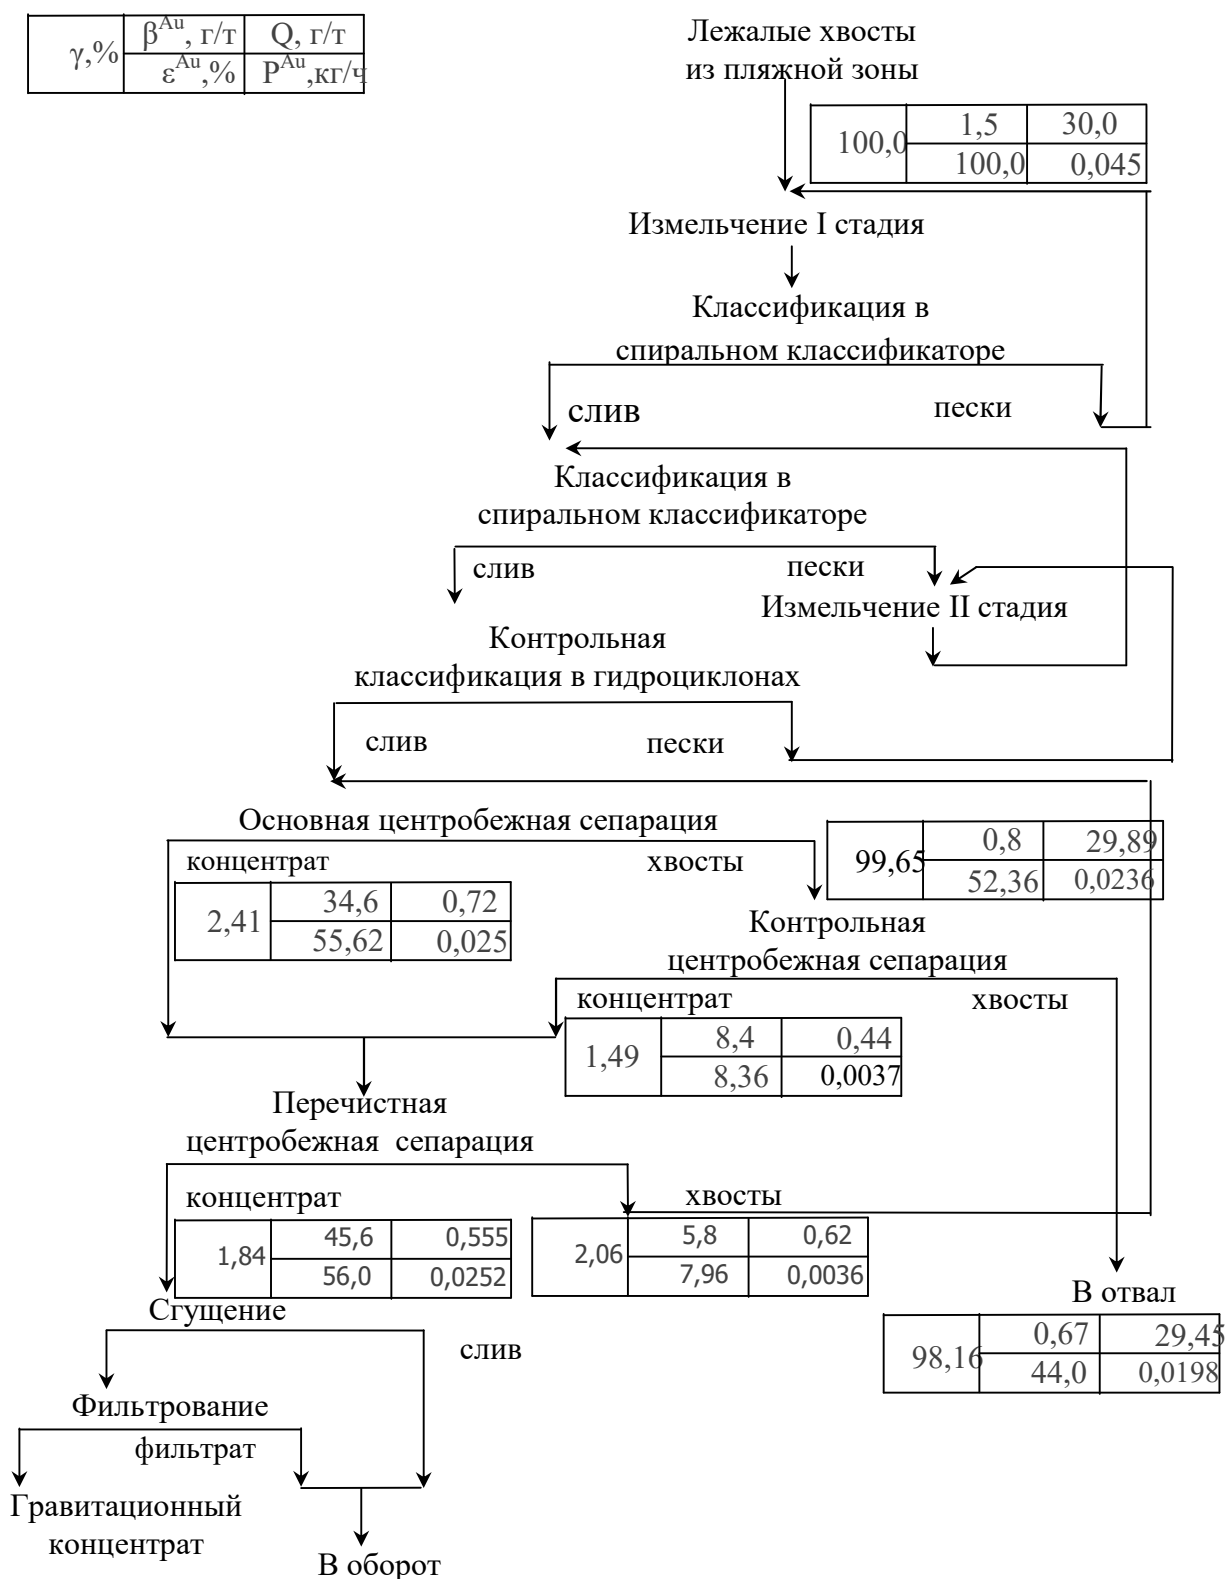 γ,%
β^Au, г/т
Q, г/т
ε^Au,%
P^Au,кг/ч
Лежалые хвосты
из пляжной зоны
100,0
1,5
30,0
100,0
0,045
Измельчение I стадия
Классификация в
спиральном классификаторе
слив
пески
Классификация в
спиральном классификаторе
слив
пески
Измельчение II стадия
Контрольная
классификация в гидроциклонах
слив
пески
Основная центробежная сепарация
концентрат
хвосты
99,65
0,8
29,89
52,36
0,0236
2,41
34,6
0,72
55,62
0,025
Контрольная
центробежная сепарация
концентрат
хвосты
1,49
8,4
0,44
8,36
0,0037
Перечистная
центробежная сепарация
концентрат
хвосты
1,84
45,6
0,555
56,0
0,0252
2,06
5,8
0,62
7,96
0,0036
В отвал
98,16
0,67
29,45
44,0
0,0198
Сгущение
слив
Фильтрование
фильтрат
Гравитационный
концентрат
В оборот